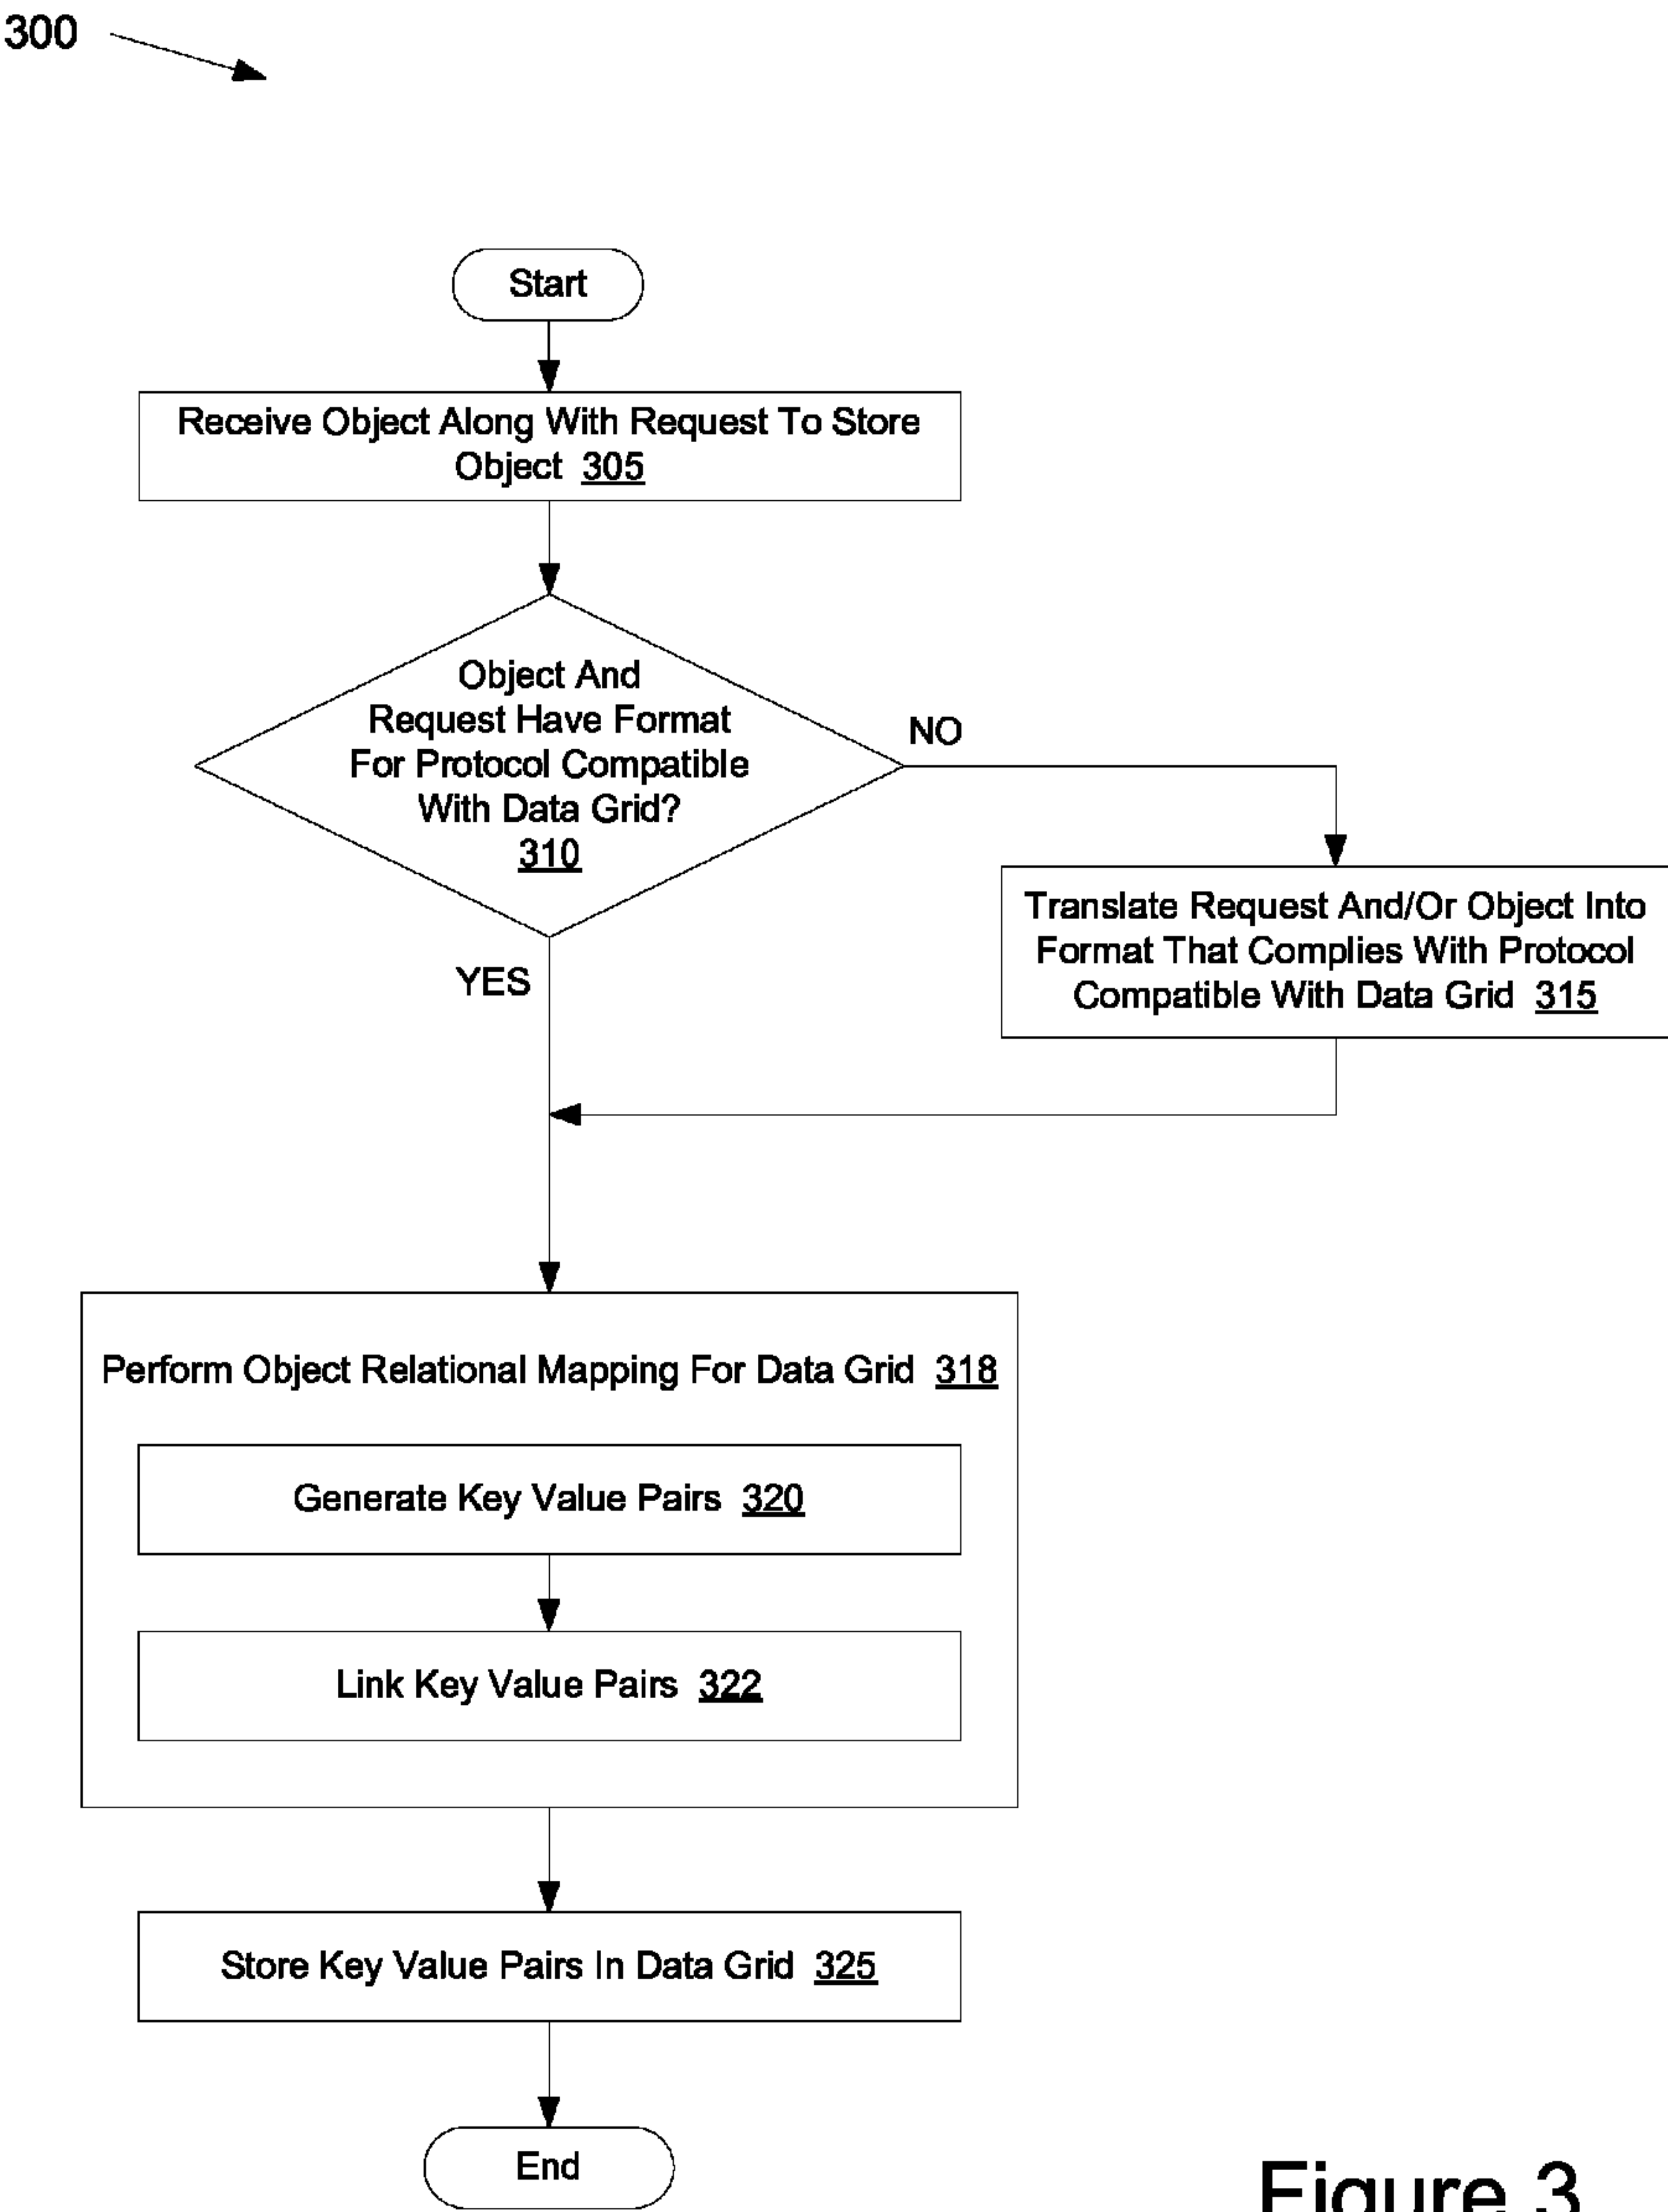 300
Start
Receive Object Along With Request To Store
Object 305
Object And
Request Have Format
For Protocol Compatible
With Data Grid?
310
NO
YES
Translate Request And/Or Object Into
Format That Complies With Protocol
Compatible With Data Grid 315
Perform Object Relational Mapping For Data Grid 318
Generate Key Value Pairs 320
Link Key Value Pairs 322
Store Key Value Pairs In Data Grid 325
End
Figure 3